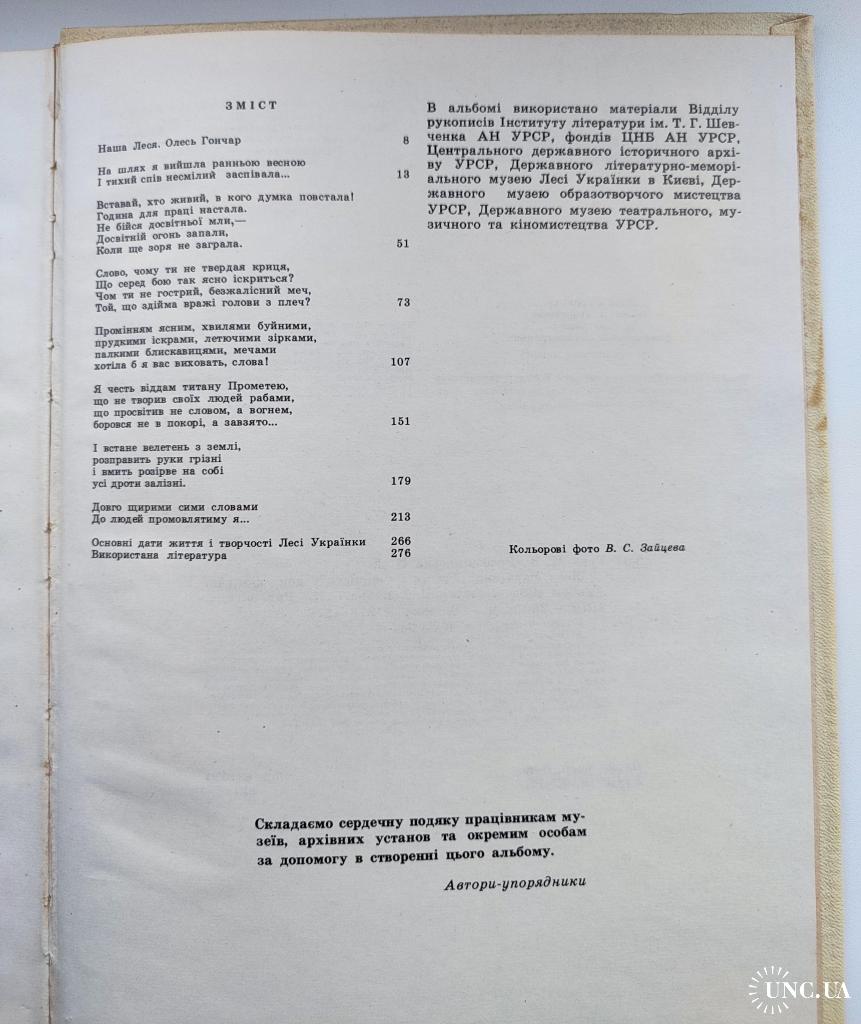 ЗМІСТ
Наша Леся. Олесь Гончар 8
На шлях я вийшла ранньою весною
І тихий спів несмілий заспівала... 13
Вставай, хто живий, в кого думка повстала!
Година для праці настала.
Не бійся досвітньої мли,—
Досвітній огонь запали,
Коли ще зоря не заграла. 51
Слово, чому ти не твердая криця,
Що серед бою так ясно іскриться?
Чом ти не гострий, безжалісний меч,
Той, що здійма вражі голови з плеч? 73
Промінням ясним, хвилями буйними,
прудкими іскрами, летючими зірками,
палкими блискавицями, мечами
хотіла б я вас виховать, слова! 107
Я честь віддам титану Прометею,
що не творив своїх людей рабами,
що просвітив не словом, а вогнем,
боровся не в покорі, а завзято... 151
І встане велетень з землі,
розправить руки грізні
і вмить розірве на собі
усі дроти залізні. 179
Довго щирими сими словами
До людей промовлятиму я... 213
Основні дати життя і творчості Лесі Українки 266
Використана література 276
В альбомі використано матеріали Відділу
рукописів Інституту літератури ім. Т. Г. Шев-
ченка АН УРСР, фондів ЦНБ АН УРСР,
Центрального державного історичного архі-
ву УРСР, Державного літературно-меморі-
ального музею Лесі Українки в Києві, Дер-
жавного музею образотворчого мистецтва
УРСР, Державного музею театрального, му-
зичного та кіномистецтва УРСР.
Кольорові фото В. С. Зайцева
Складаємо сердечну подяку працівникам му-
зеїв, архівних установ та окремим особам
за допомогу в створенні цього альбому.
Автори-упорядники
UNC.UA